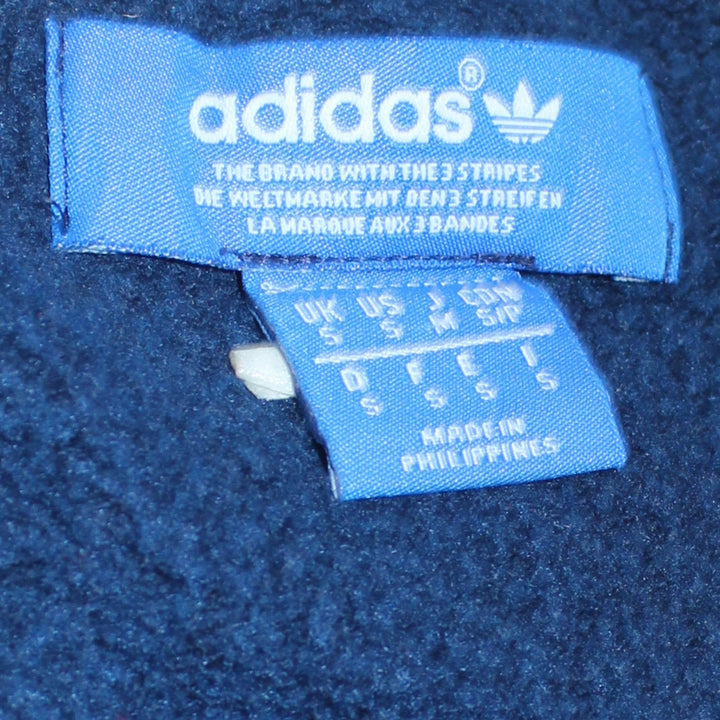 adidas®
THE BRAND WITH THE 3 STRIPES
DIE WELTMARKE MIT DEN 3 STREIFEN
LA MARQUE AUX 3 BANDES
UK US J CDN
S S M S/P
D F E I
S S S S
MADE IN
PHILIPPINES